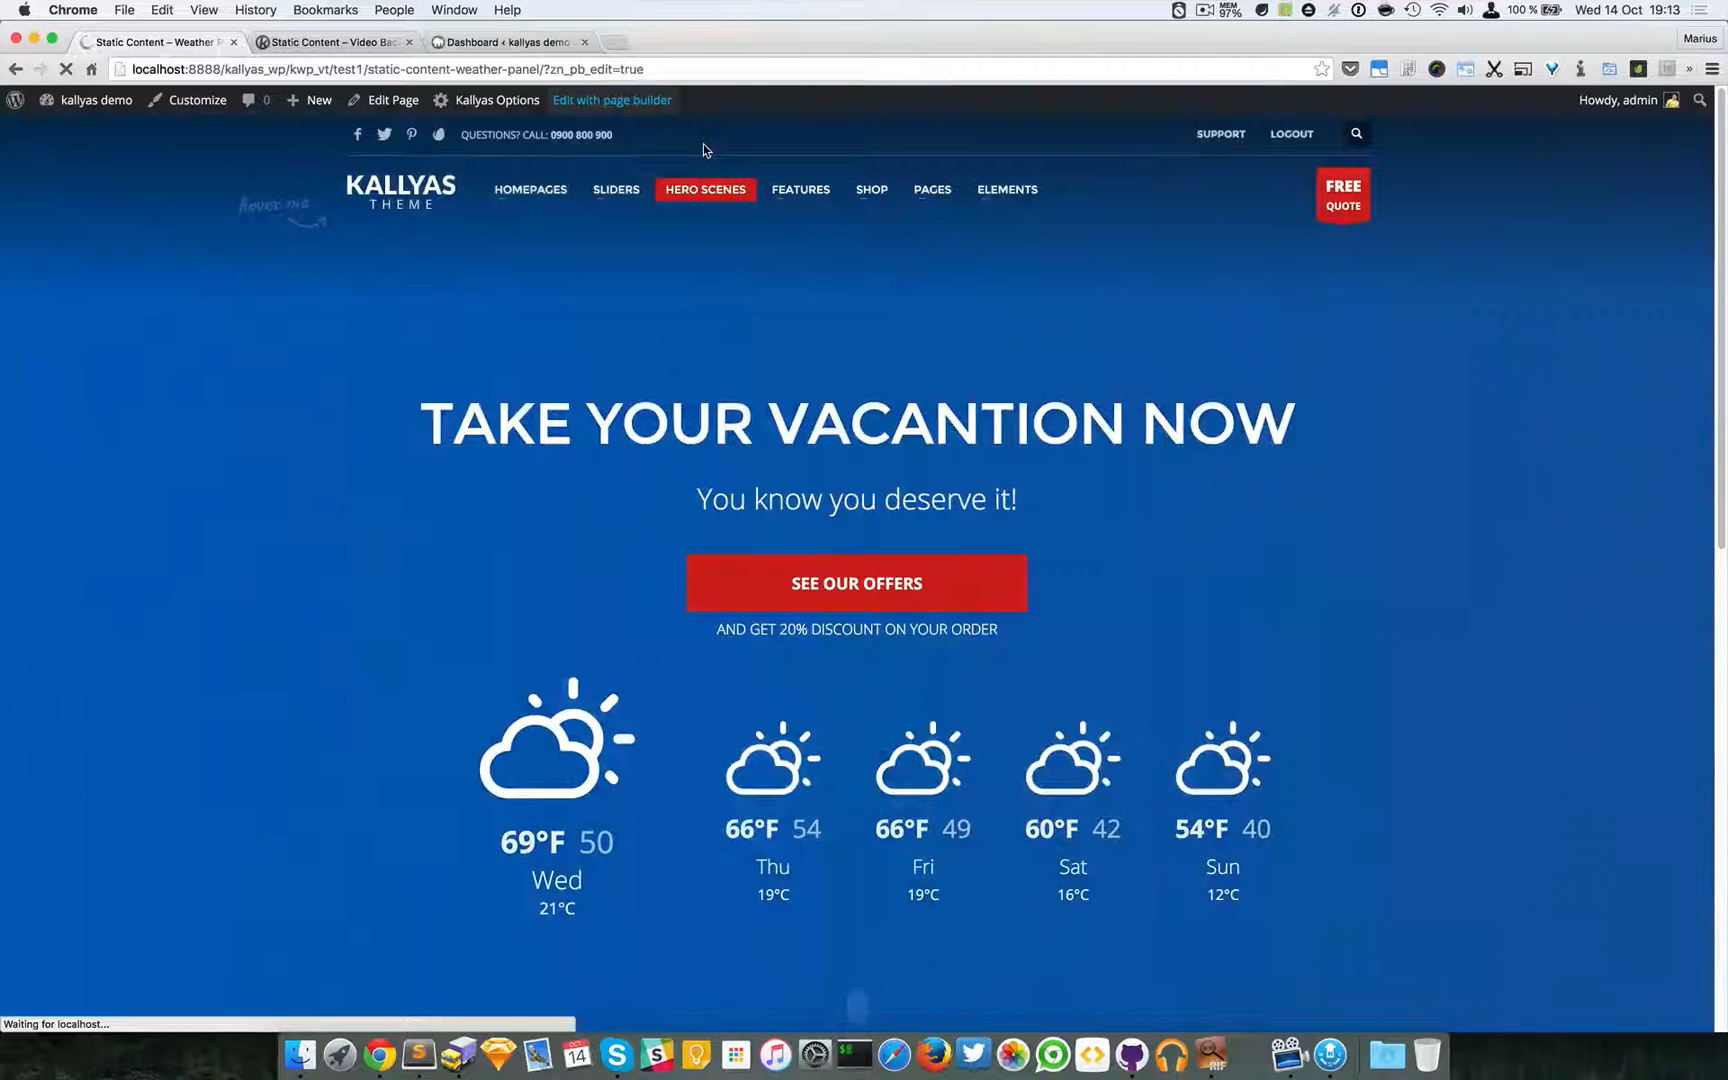 Chrome File Edit View History Bookmarks People Window Help MEM 97% 100 % Wed 14 Oct 19:13
Static Content – Weather P × Static Content – Video Bac × Dashboard ‹ kallyas demo × Marius
localhost:8888/kallyas_wp/kwp_vt/test1/static-content-weather-panel/?zn_pb_edit=true »
kallyas demo Customize 0 New Edit Page Kallyas Options Edit with page builder Howdy, admin
QUESTIONS? CALL: 0900 800 900 SUPPORT LOGOUT
KALLYAS
THEME
HOMEPAGES SLIDERS HERO SCENES FEATURES SHOP PAGES ELEMENTS
FREE
QUOTE
Hover me
TAKE YOUR VACANTION NOW
You know you deserve it!
SEE OUR OFFERS
AND GET 20% DISCOUNT ON YOUR ORDER
69°F 50 66°F 54 66°F 49 60°F 42 54°F 40
Wed Thu Fri Sat Sun
21°C 19°C 19°C 16°C 12°C
Waiting for localhost...